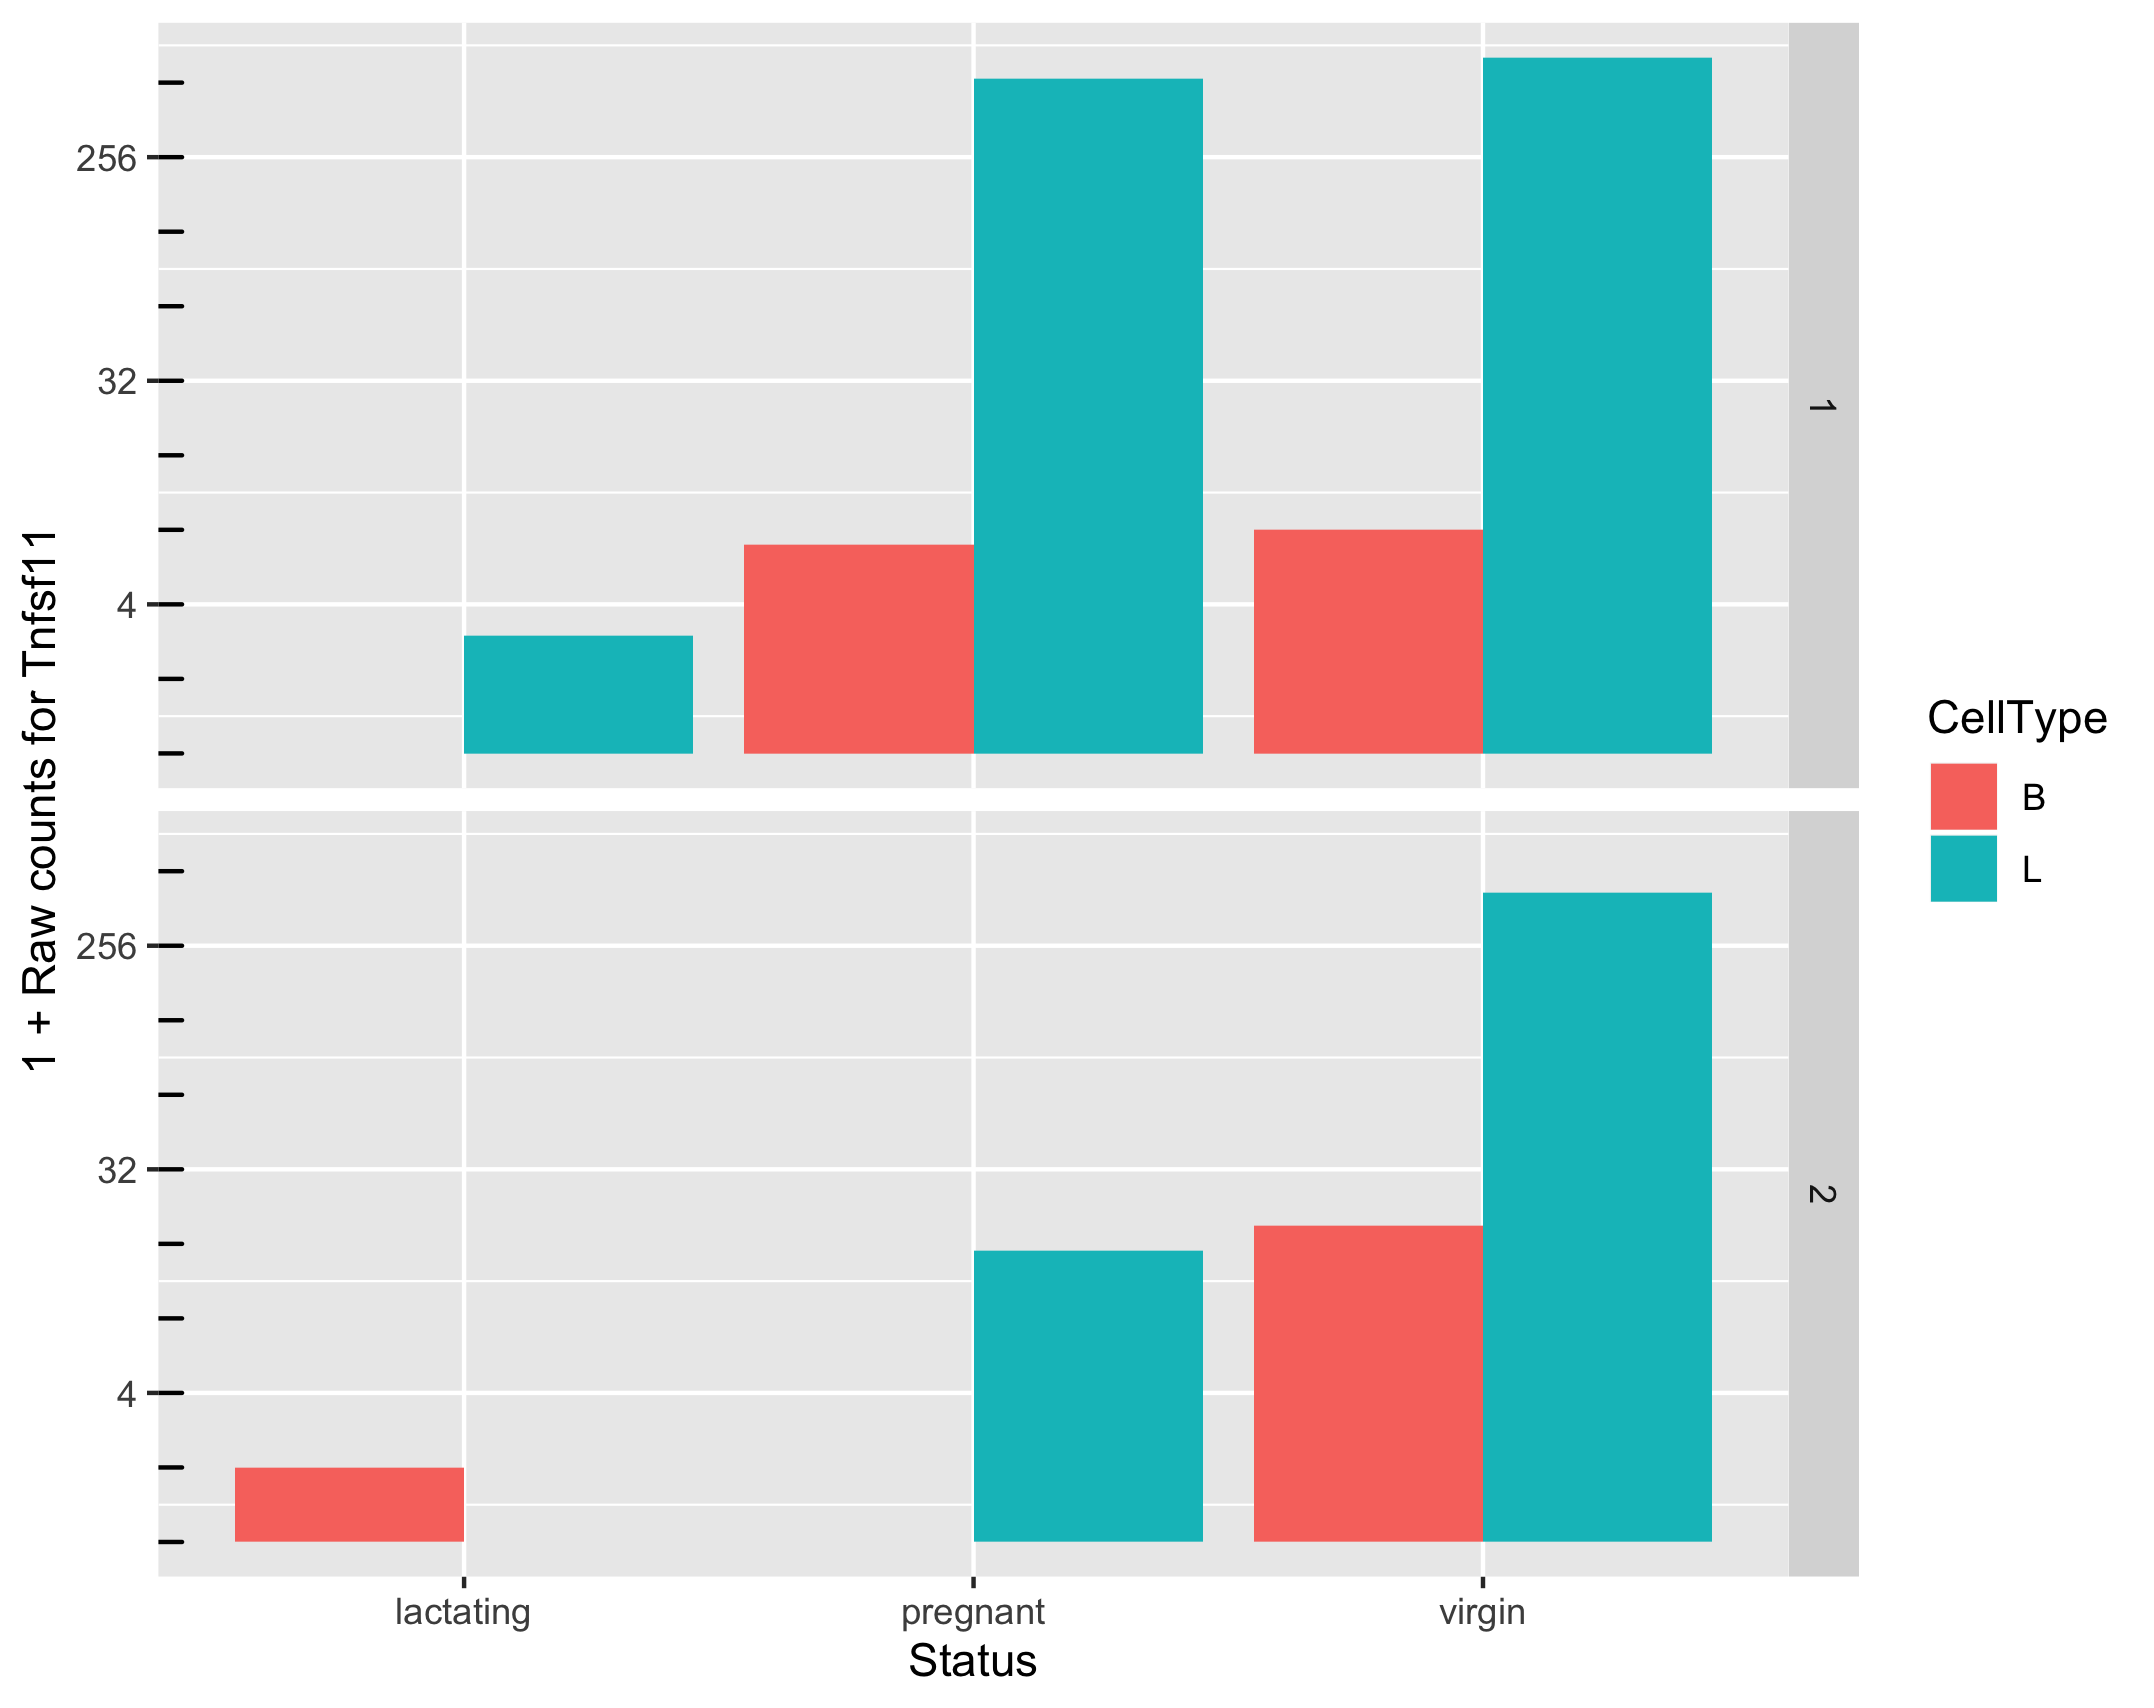 1 + Raw counts for Tnfsf11
256
32
4
1
256
32
4
2
lactating
pregnant
virgin
Status
CellType
B
L